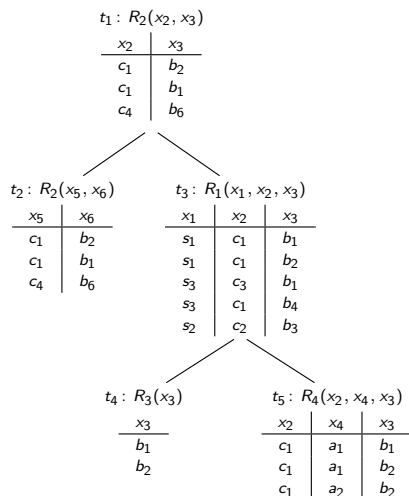 t₁: R₂(x₂, x₃)
x₂ x₃
c₁ b₂
c₁ b₁
c₄ b₆
t₂: R₂(x₅, x₆)
x₅ x₆
c₁ b₂
c₁ b₁
c₄ b₆
t₃: R₁(x₁, x₂, x₃)
x₁ x₂ x₃
s₁ c₁ b₁
s₁ c₁ b₂
s₃ c₃ b₁
s₃ c₁ b₄
s₂ c₂ b₃
t₄: R₃(x₃)
x₃
b₁
b₂
t₅: R₄(x₂, x₄, x₃)
x₂ x₄ x₃
c₁ a₁ b₁
c₁ a₁ b₂
c₁ a₂ b₂